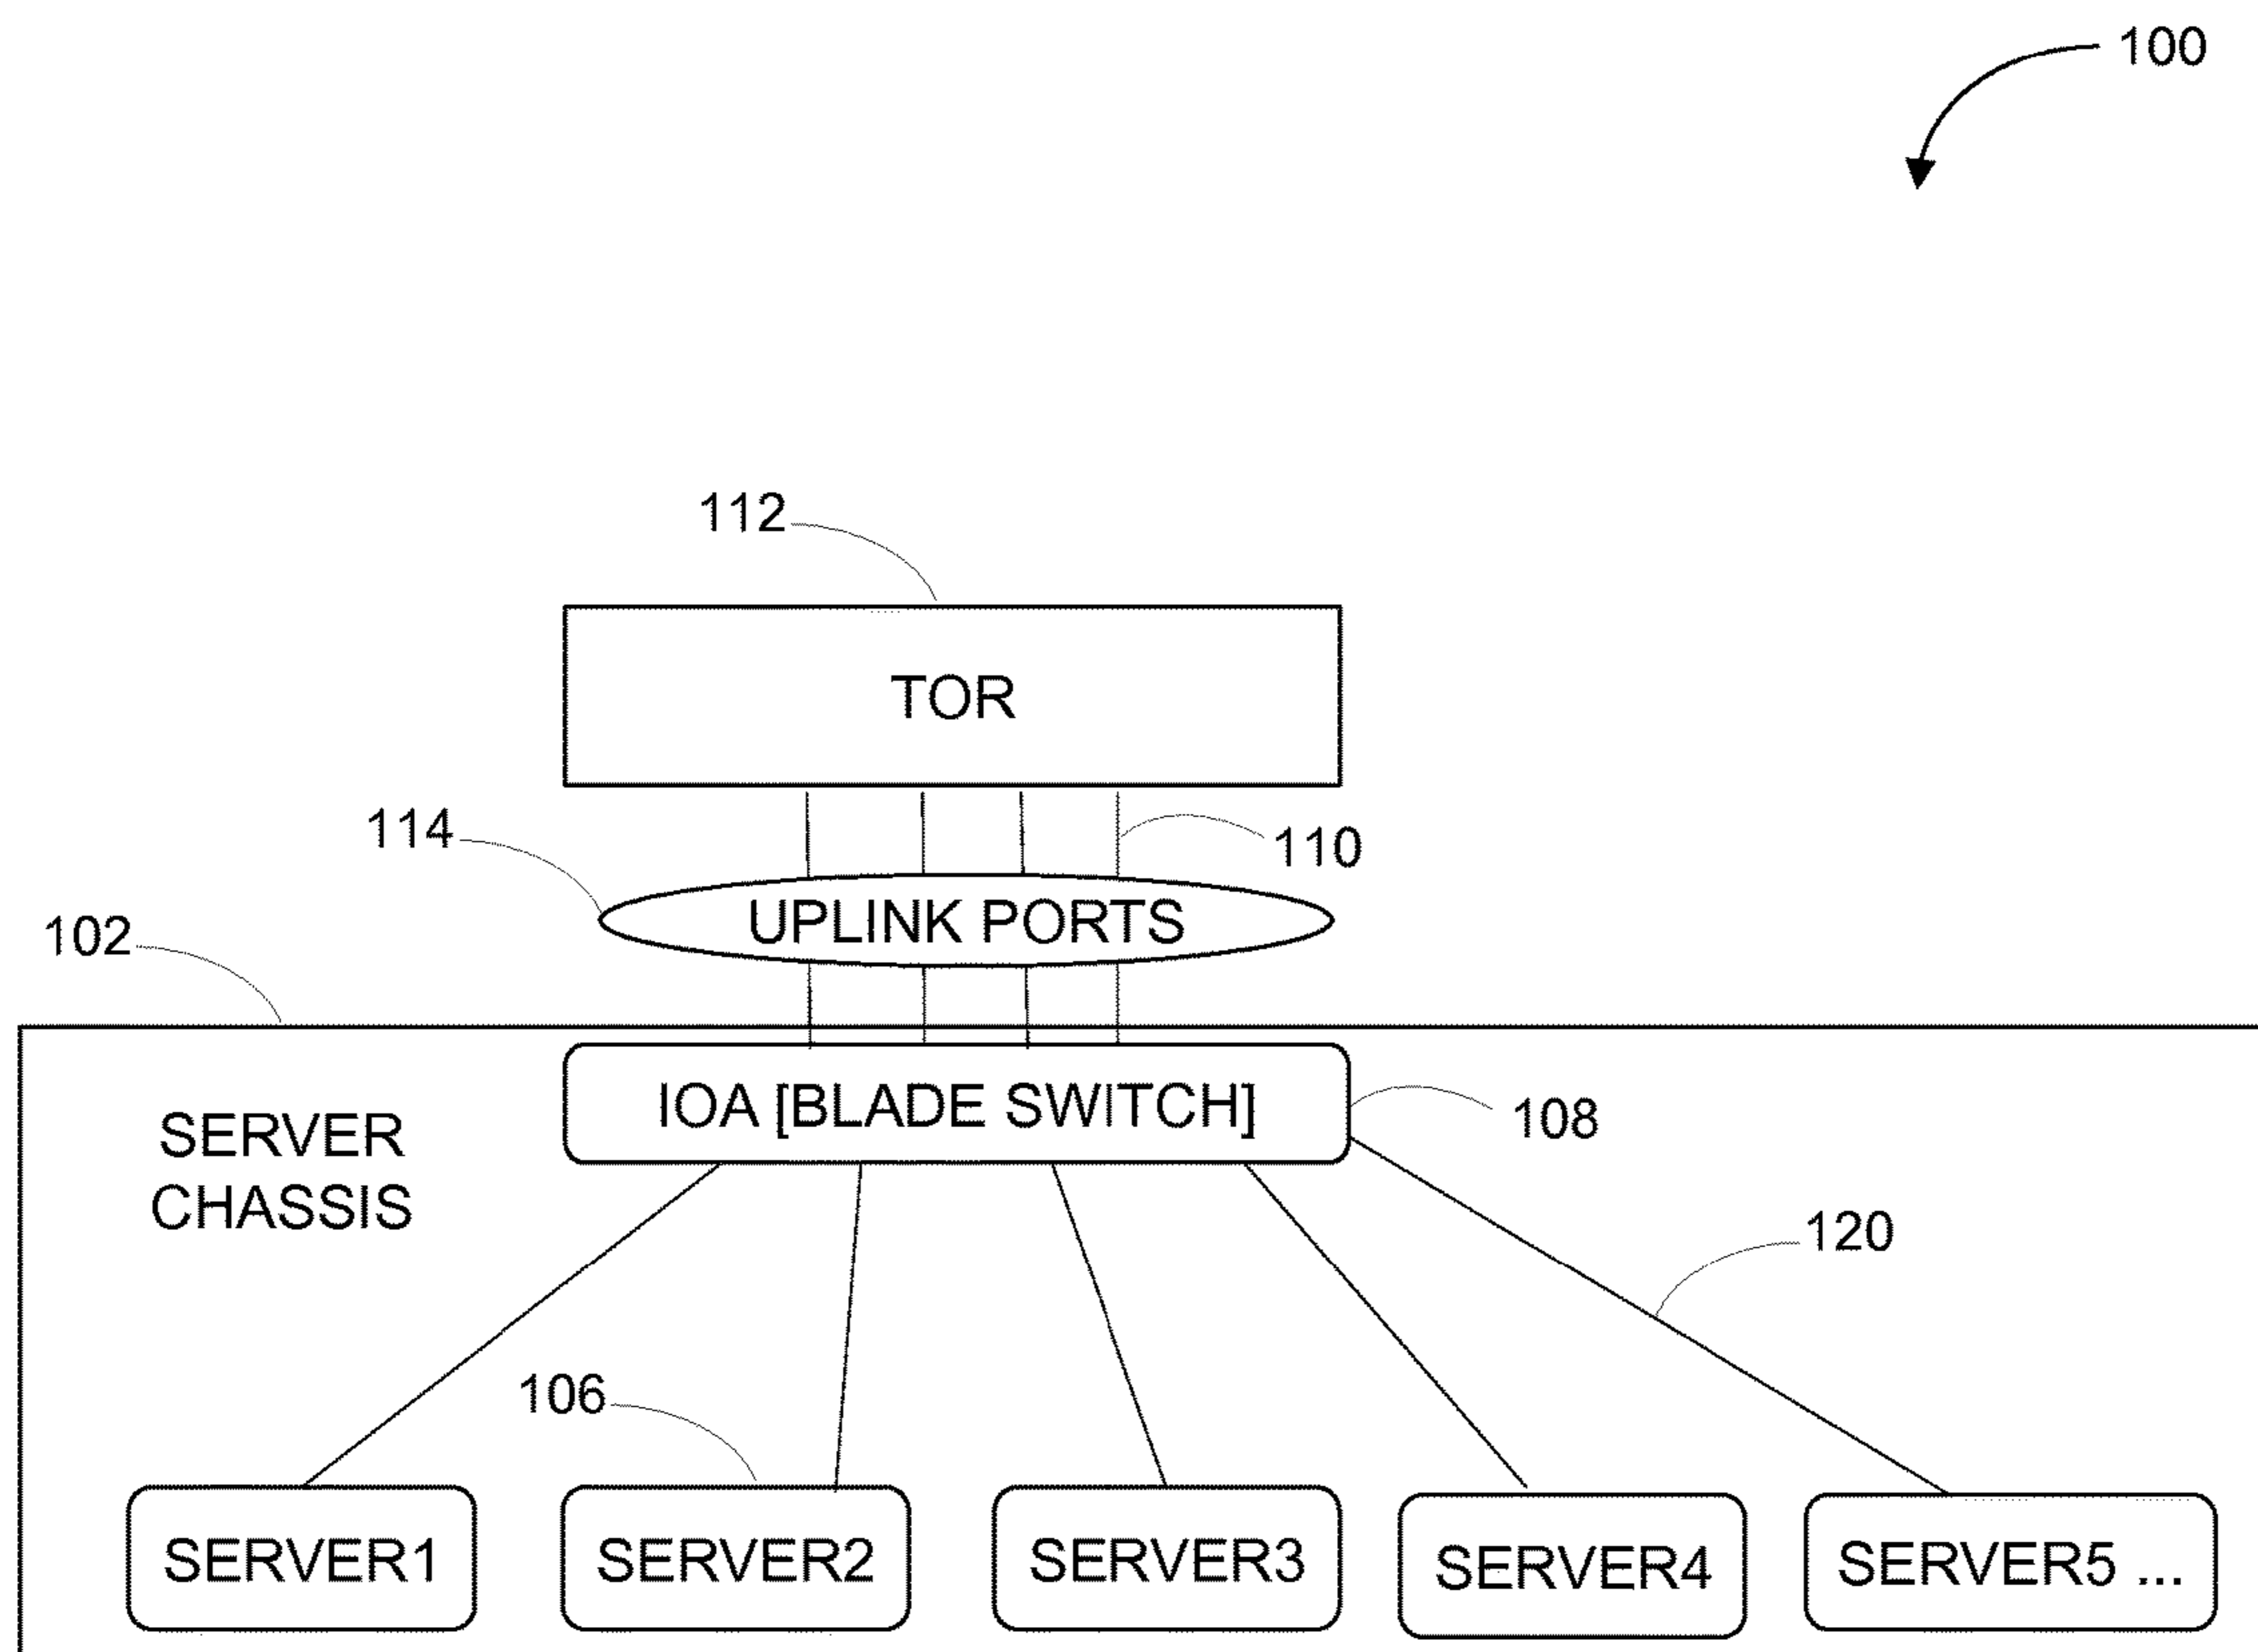 100
112
TOR
114
110
UPLINK PORTS
102
IOA [BLADE SWITCH]
108
SERVER
CHASSIS
120
106
SERVER1
SERVER2
SERVER3
SERVER4
SERVER5 ...